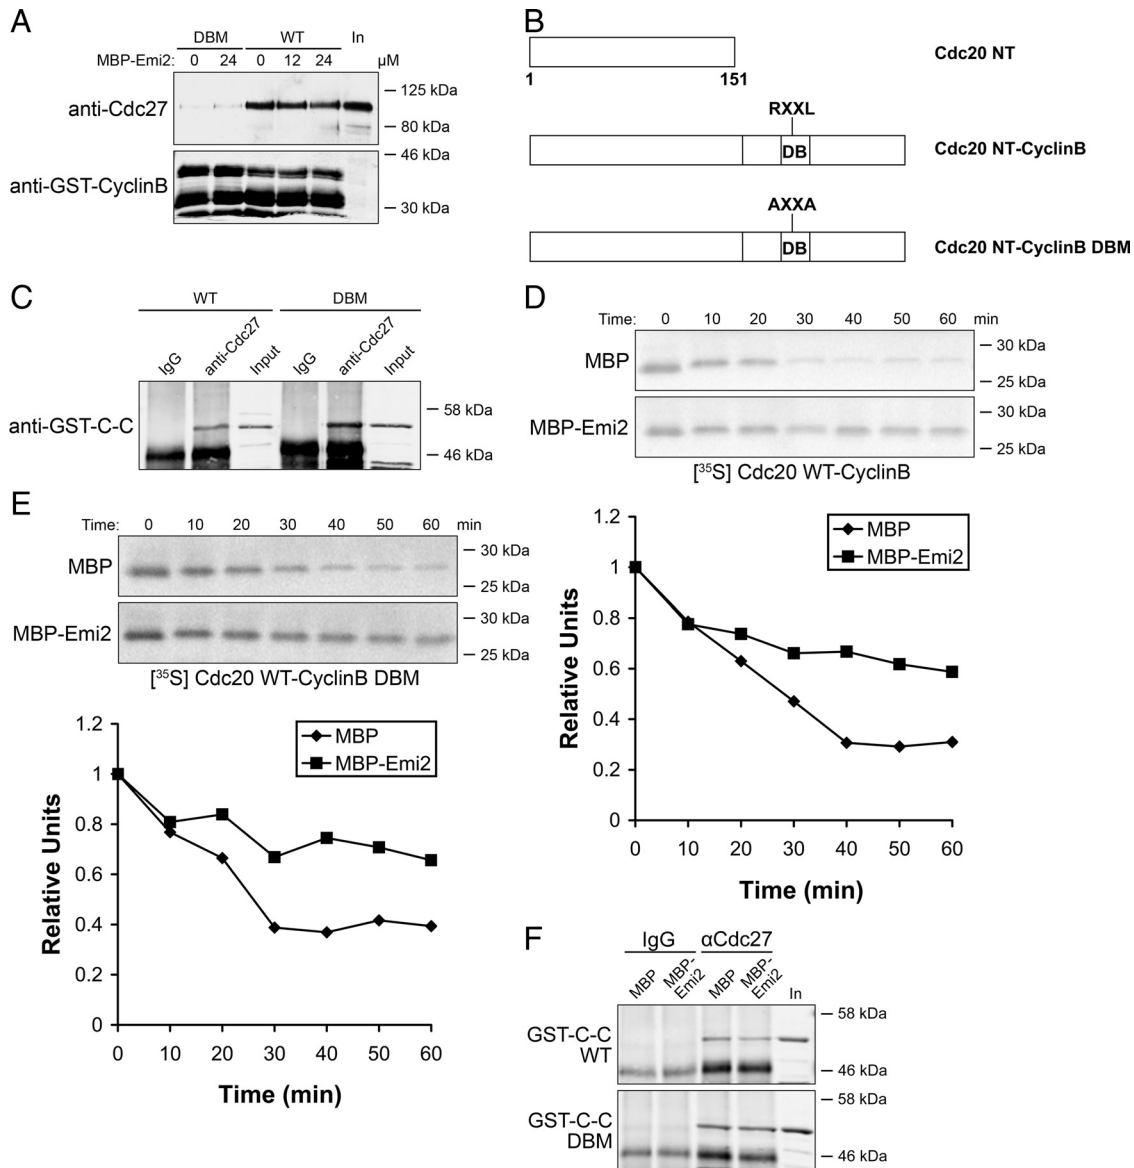 A
DBM WT In
MBP-Emi2: 0 24 0 12 24 μM
anti-Cdc27
125 kDa
80 kDa
anti-GST-CyclinB
46 kDa
30 kDa
B
Cdc20 NT
1 151
RXXL
DB
Cdc20 NT-CyclinB
AXXA
DB
Cdc20 NT-CyclinB DBM
C
WT DBM
IgG anti-Cdc27 Input IgG anti-Cdc27 Input
anti-GST-C-C
58 kDa
46 kDa
D
Time: 0 10 20 30 40 50 60 min
MBP
30 kDa
25 kDa
MBP-Emi2
30 kDa
25 kDa
[³⁵S] Cdc20 WT-CyclinB
1.2
1
0.8
0.6
0.4
0.2
0
Relative Units
MBP
MBP-Emi2
0 10 20 30 40 50 60
Time (min)
E
Time: 0 10 20 30 40 50 60 min
MBP
30 kDa
25 kDa
MBP-Emi2
30 kDa
25 kDa
[³⁵S] Cdc20 WT-CyclinB DBM
1.2
1
0.8
0.6
0.4
0.2
0
Relative Units
MBP
MBP-Emi2
0 10 20 30 40 50 60
Time (min)
F
IgG αCdc27
MBP MBP-Emi2 MBP MBP-Emi2 In
GST-C-C
WT
58 kDa
46 kDa
GST-C-C
DBM
58 kDa
46 kDa